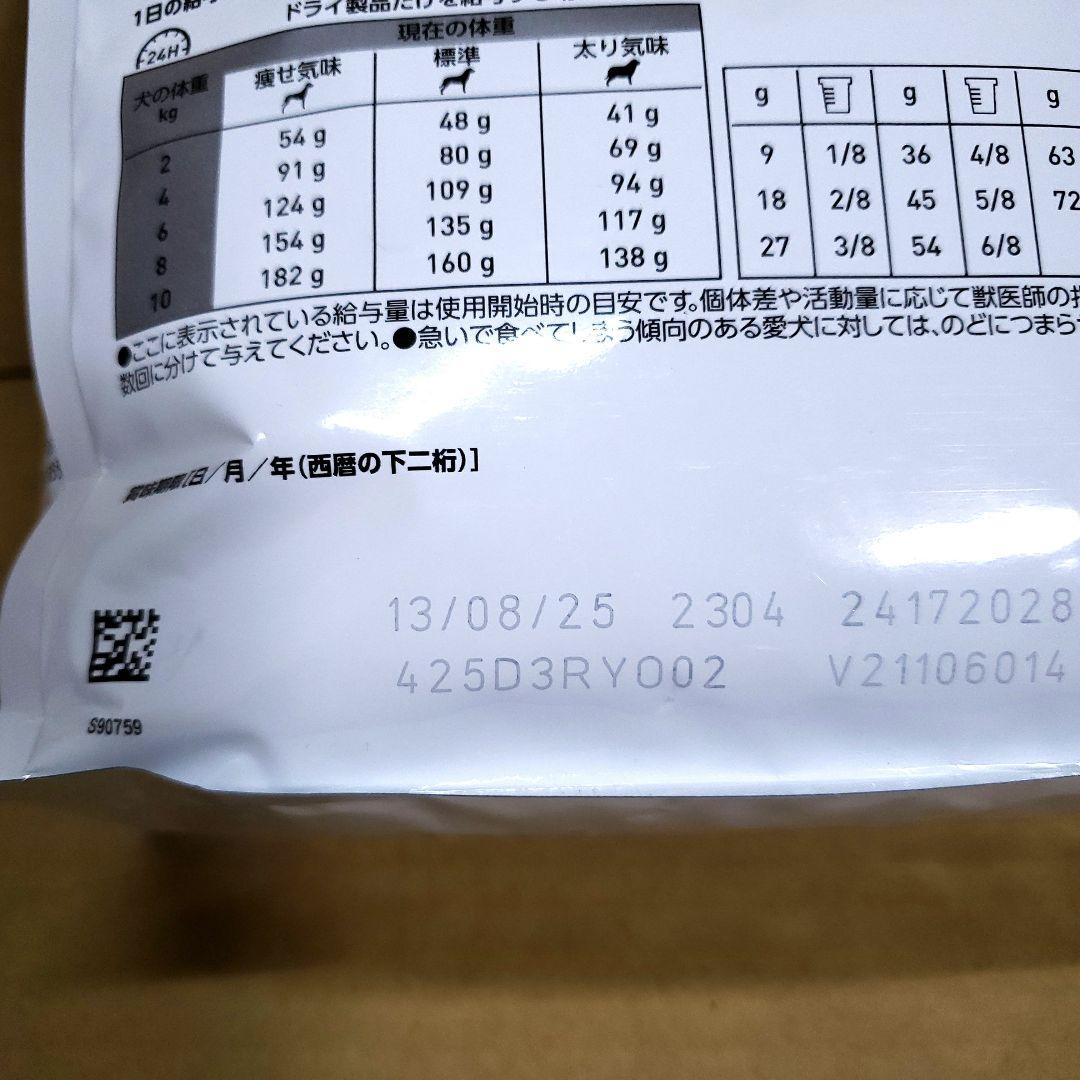 1日の給
ドライ製品だけを給与する
24H
現在の体重
犬の体重 kg
痩せ気味
標準
太り気味
2 54 g 48 g 41 g
4 91 g 80 g 69 g
6 124 g 109 g 94 g
8 154 g 135 g 117 g
10 182 g 160 g 138 g
g g g
9 1/8 36 4/8 63
18 2/8 45 5/8 72
27 3/8 54 6/8
●ここに表示されている給与量は使用開始時の目安です。個体差や活動量に応じて獣医師の
数回に分けて与えてください。●急いで食べてしまう傾向のある愛犬に対しては、のどにつまら
賞味期限[日/月/年(西暦の下二桁)]
13/08/25 2304 24172028
425D3RY002 V21106014
S90759